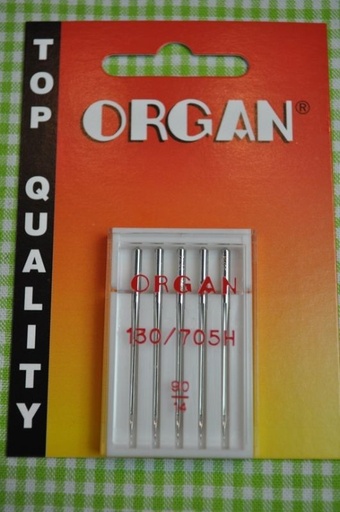 TOP QUALITY
ORGAN®
ORGAN
130/705H
90
14